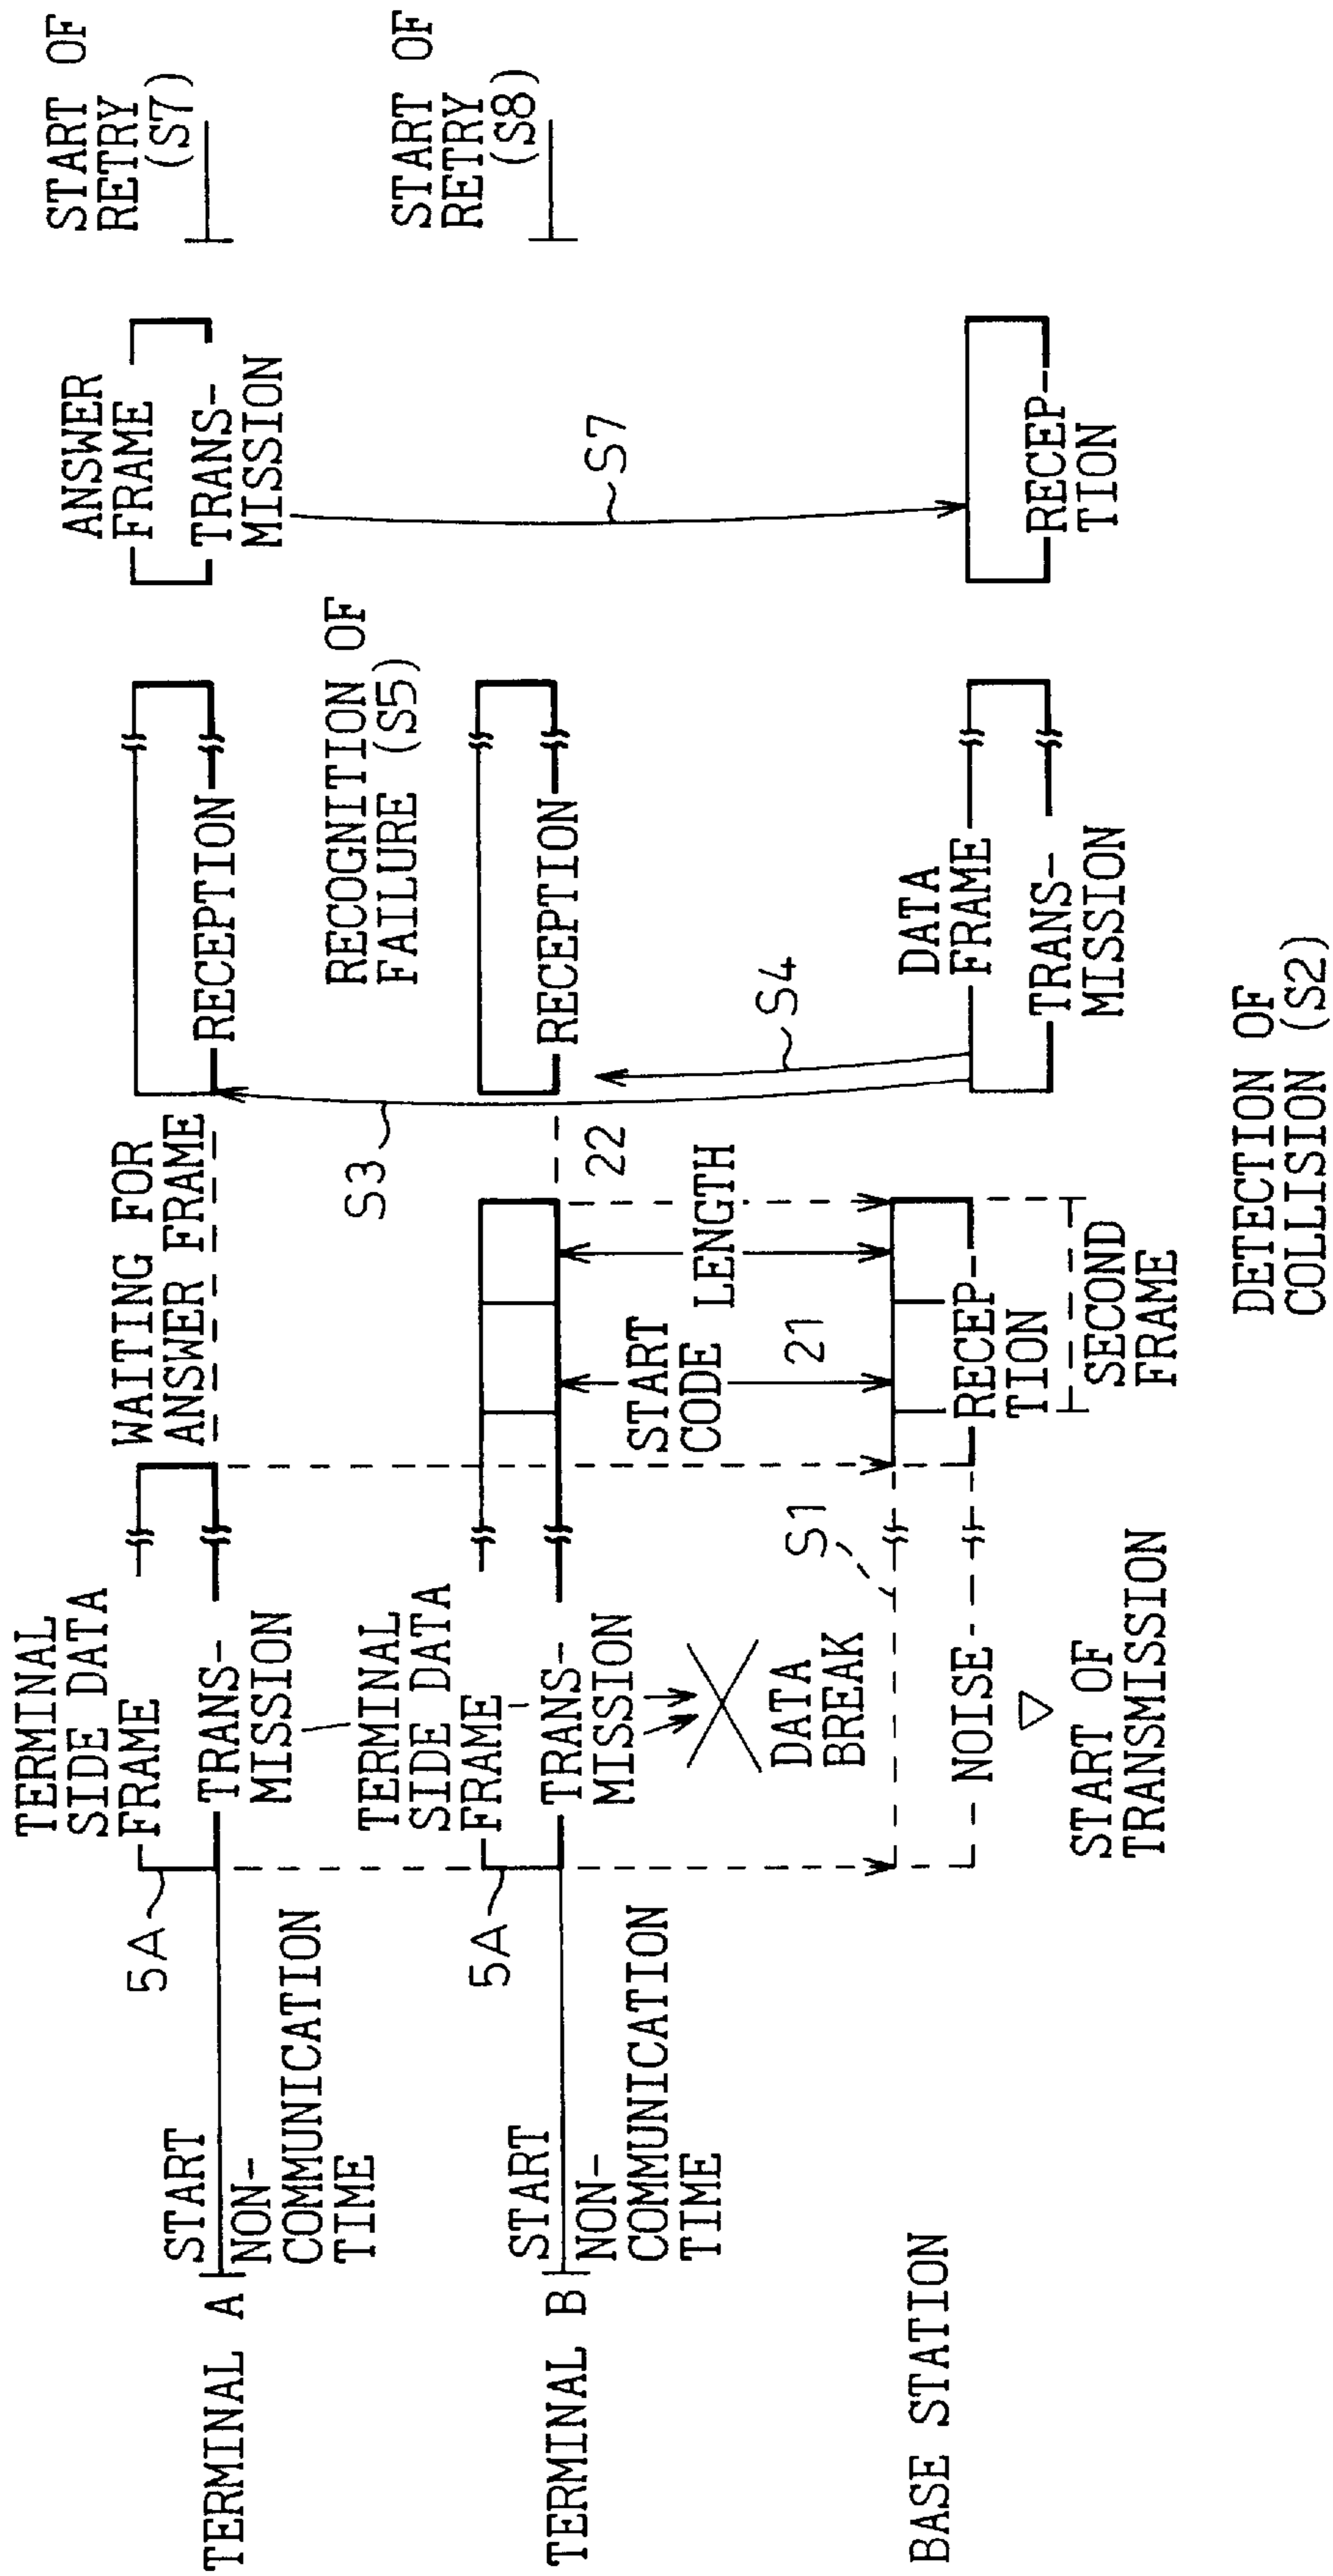 TERMINAL A
START
NON-
COMMUNICATION
TIME
5A
TERMINAL
SIDE DATA
FRAME
TRANS-
MISSION
WAITING FOR
ANSWER FRAME
S3
RECEPTION
RECOGNITION OF
FAILURE (S5)
ANSWER
FRAME
TRANS-
MISSION
S7
START OF
RETRY
(S7)
TERMINAL B
START
NON-
COMMUNICATION
TIME
5A
TERMINAL
SIDE DATA
FRAME
TRANS-
MISSION
DATA
BREAK
START
CODE
21
LENGTH
22
RECEPTION
S4
START OF
RETRY
(S8)
BASE STATION
S1
NOISE
START OF
TRANSMISSION
RECEP-
TION
SECOND
FRAME
DATA
FRAME
TRANS-
MISSION
RECEP-
TION
DETECTION OF
COLLISION (S2)